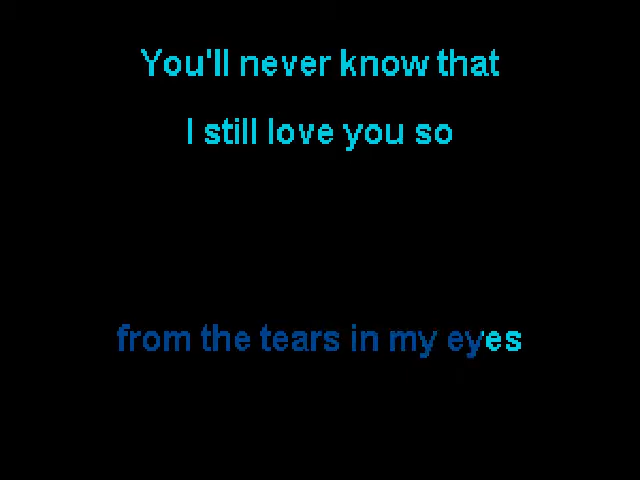 You'll never know that
I still love you so
from the tears in my eyes